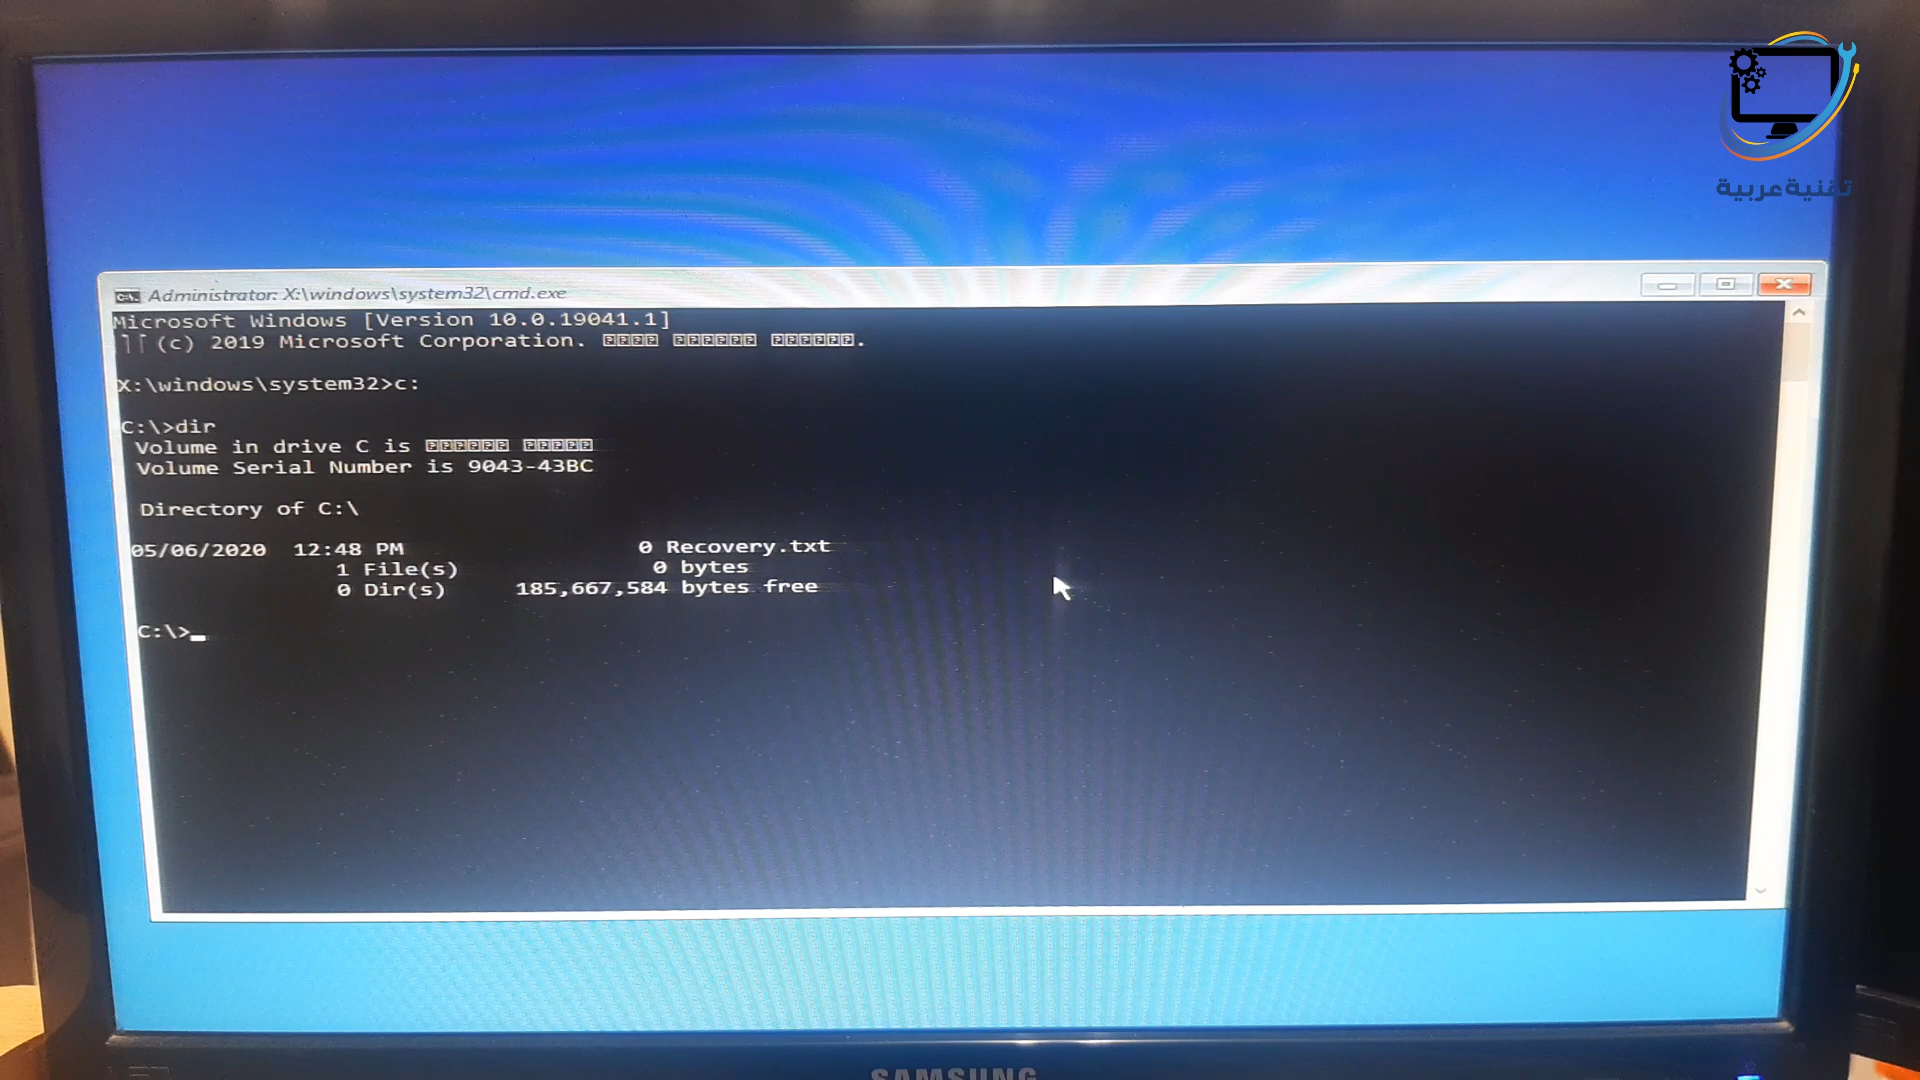 تقنية عربية
Administrator: X:\windows\system32\cmd.exe
Microsoft Windows [Version 10.0.19041.1]
(c) 2019 Microsoft Corporation.
X:\windows\system32>c:
C:\>dir
Volume in drive C is
Volume Serial Number is 9043-43BC
Directory of C:\
05/06/2020 12:48 PM 0 Recovery.txt
1 File(s) 0 bytes
0 Dir(s) 185,667,584 bytes free
C:\>_
SAMSUNG